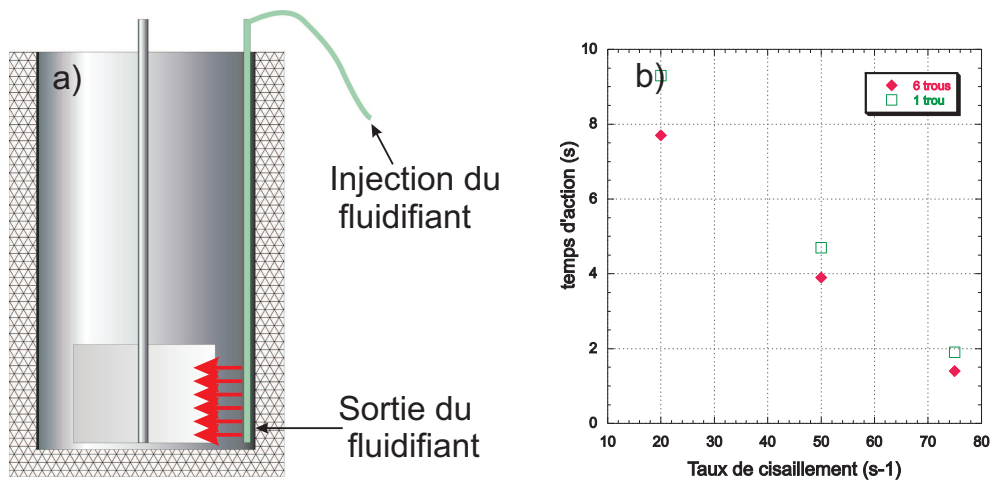 a)
Injection du
fluidifiant
Sortie du
fluidifiant
b)
6 trous
1 trou
temps d'action (s)
10
8
6
4
2
0
10 20 30 40 50 60 70 80
Taux de cisaillement (s-1)